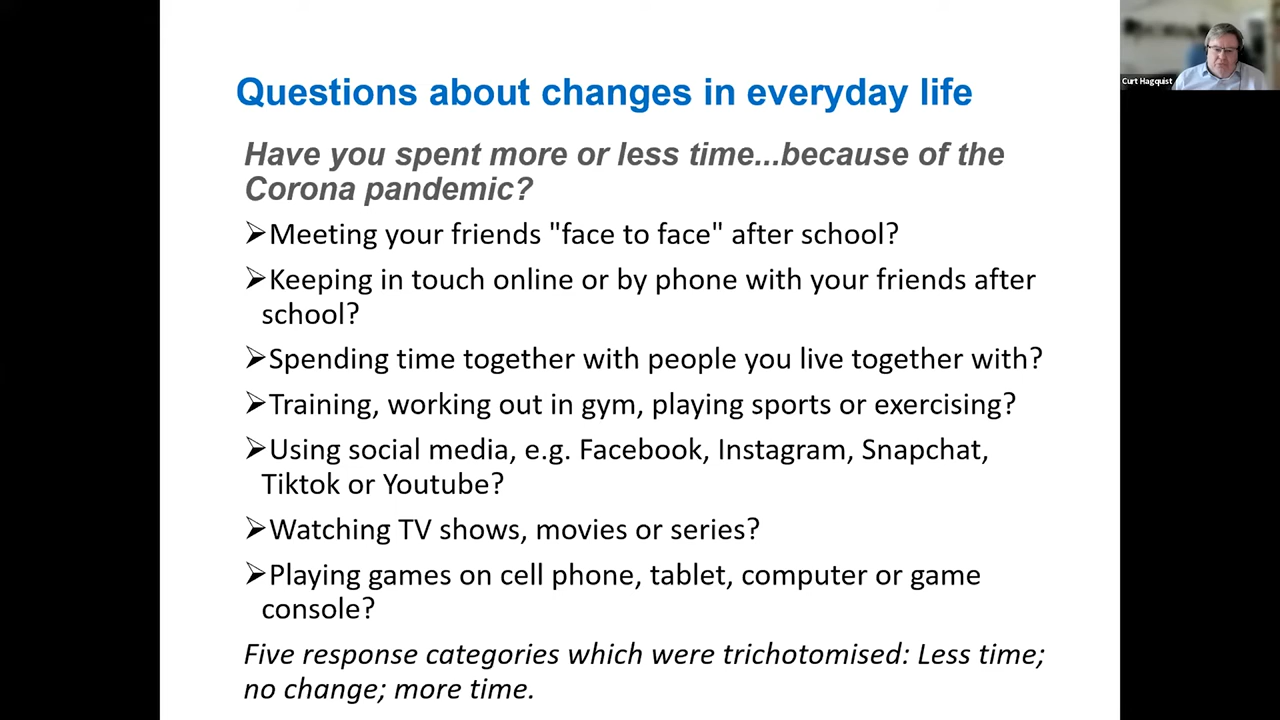 Questions about changes in everyday life
Curt Hagquist
Have you spent more or less time...because of the
Corona pandemic?
➢Meeting your friends "face to face" after school?
➢Keeping in touch online or by phone with your friends after
school?
➢Spending time together with people you live together with?
➢Training, working out in gym, playing sports or exercising?
➢Using social media, e.g. Facebook, Instagram, Snapchat,
Tiktok or Youtube?
➢Watching TV shows, movies or series?
➢Playing games on cell phone, tablet, computer or game
console?
Five response categories which were trichotomised: Less time;
no change; more time.